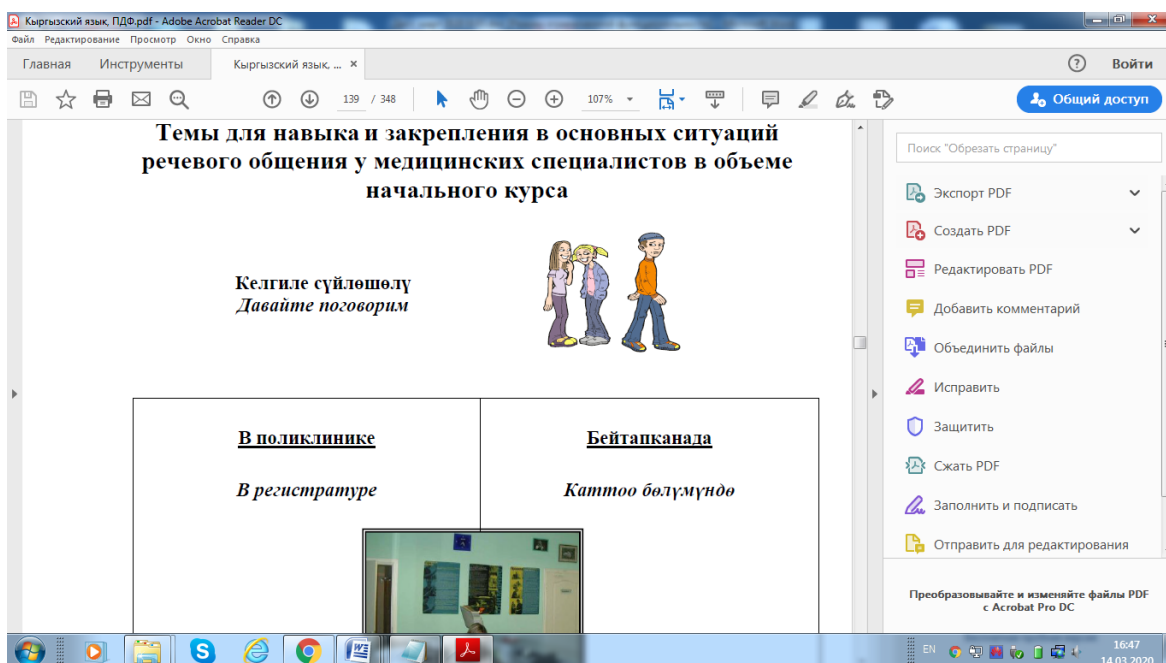 Кыргызский язык, ПДФ.pdf - Adobe Acrobat Reader DC
Файл Редактирование Просмотр Окно Справка
Главная Инструменты Кыргызский язык, ... × ? Войти
139 / 348 107% Общий доступ
Темы для навыка и закрепления в основных ситуаций
речевого общения у медицинских специалистов в объеме
начального курса
Келгиле сүйлөшөлү
Давайте поговорим
В поликлинике Бейтапканада
В регистратуре Каттоо бөлүмүндө
Поиск "Обрезать страницу"
Экспорт PDF
Создать PDF
Редактировать PDF
Добавить комментарий
Объединить файлы
Исправить
Защитить
Сжать PDF
Заполнить и подписать
Отправить для редактирования
Преобразовывайте и изменяйте файлы PDF
с Acrobat Pro DC
EN 16:47
14.03.2020